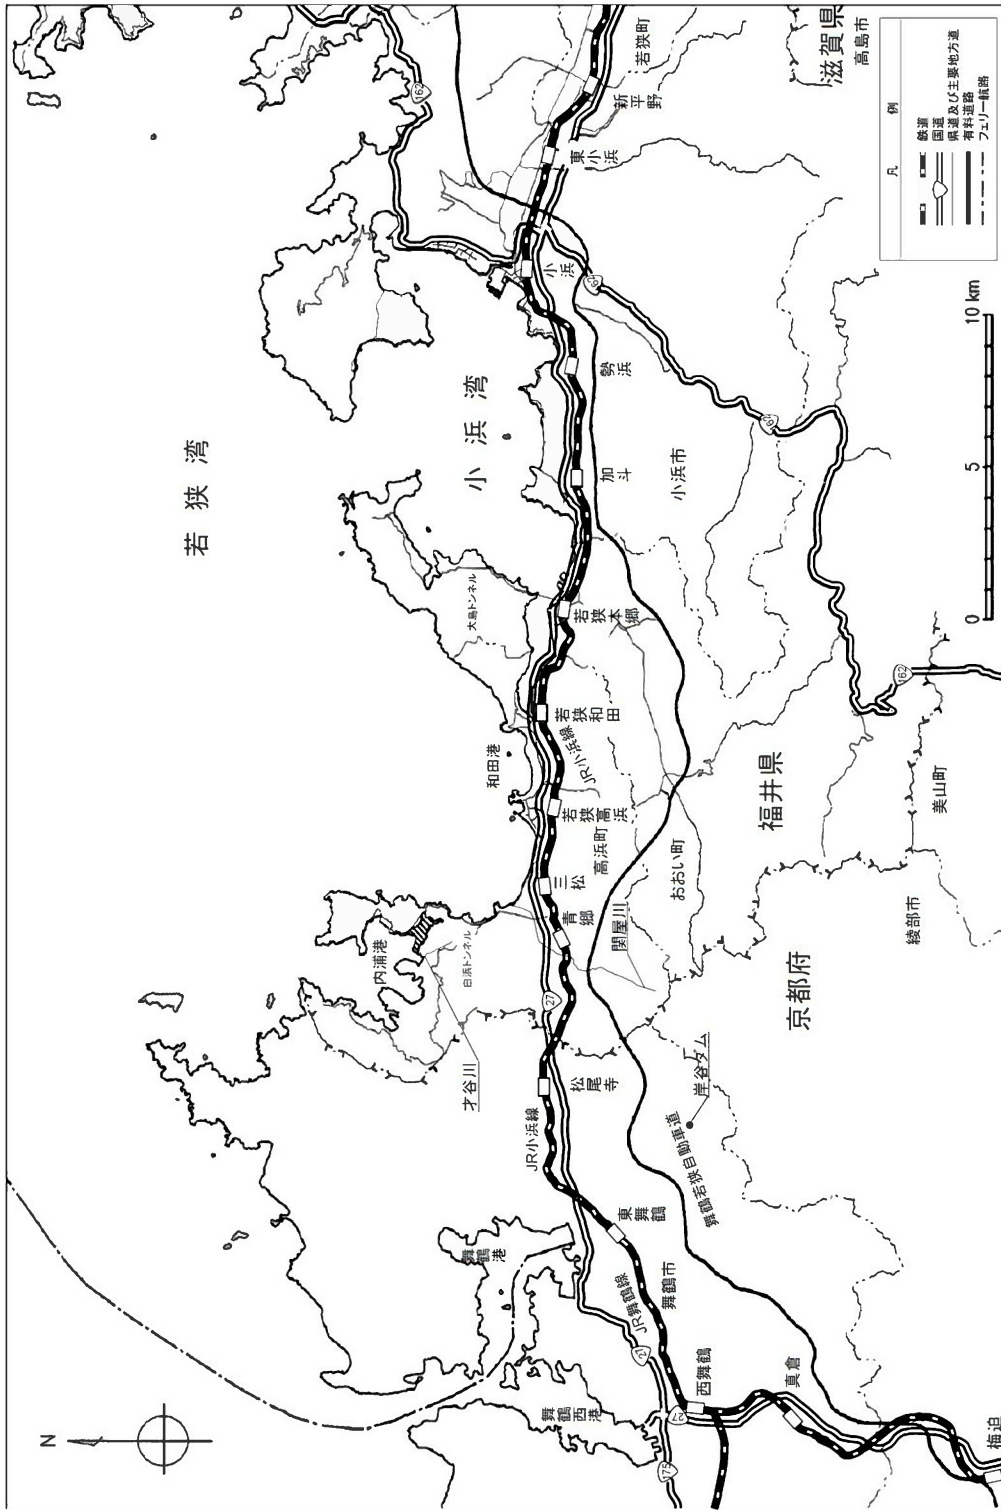 N
若狭湾
小浜湾
内浦港
白浜トンネル
才谷川
和田港
大島トンネル
舞鶴港
舞鶴西港
JR小浜線
JR小浜線
JR舞鶴線
舞鶴若狭自動車道
梅迫
真倉
西舞鶴
東舞鶴
松尾寺
青郷
三松
若狭高浜
若狭和田
若狭本郷
加斗
勢浜
小浜
東小浜
新平野
舞鶴市
高浜町
おおい町
小浜市
若狭町
関屋川
岸谷ダム
京都府
福井県
滋賀県
高島市
綾部市
美山町
27
27
27
175
162
162
162
162
凡例
鉄道
国道
県道及び主要地方道
有料道路
フェリー航路
0 5 10 km